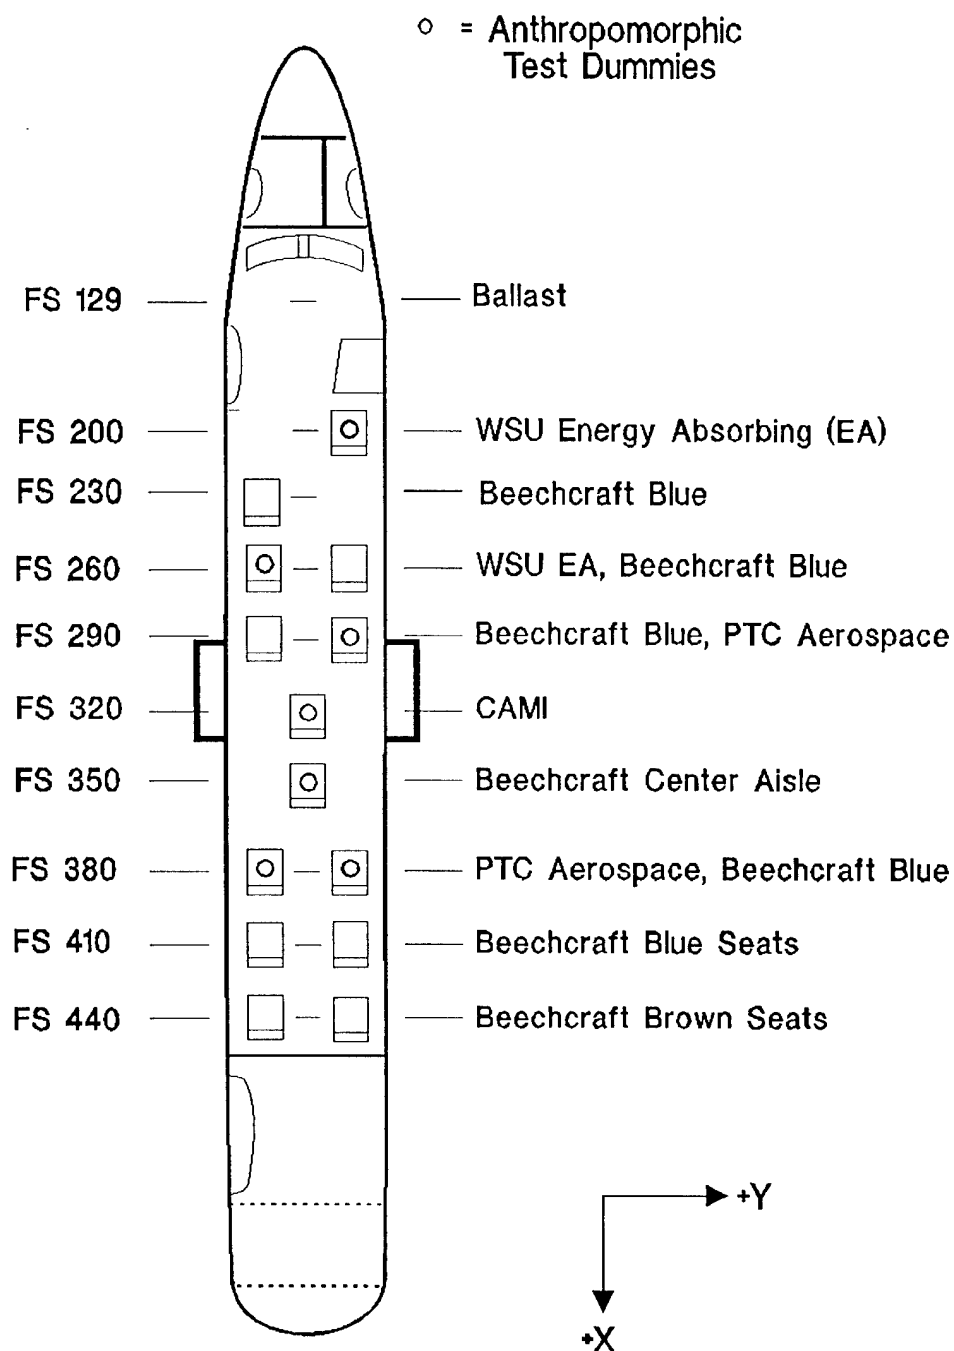 = Anthropomorphic
Test Dummies
FS 129 Ballast
FS 200 WSU Energy Absorbing (EA)
FS 230 Beechcraft Blue
FS 260 WSU EA, Beechcraft Blue
FS 290 Beechcraft Blue, PTC Aerospace
FS 320 CAMI
FS 350 Beechcraft Center Aisle
FS 380 PTC Aerospace, Beechcraft Blue
FS 410 Beechcraft Blue Seats
FS 440 Beechcraft Brown Seats
+Y
+X